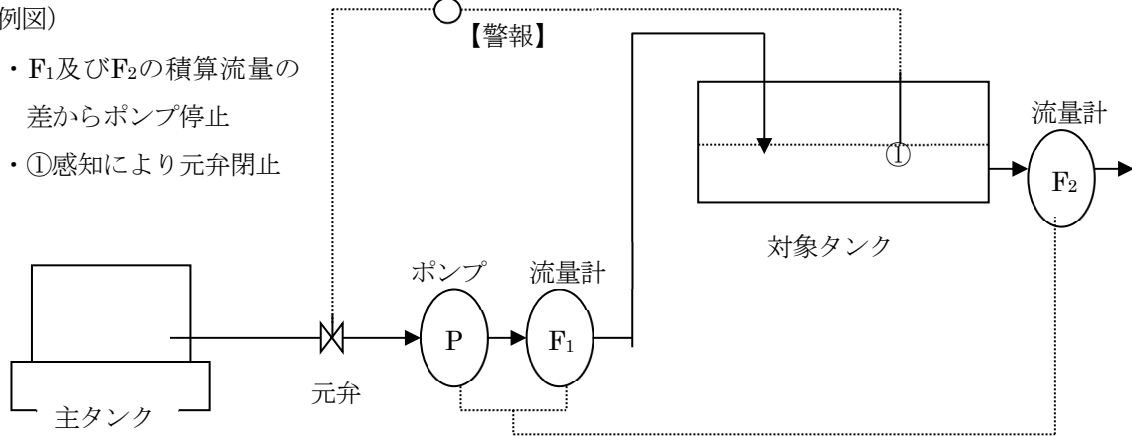 例図）
【警報】
・F₁及びF₂の積算流量の
差からポンプ停止
・①感知により元弁閉止
流量計
①
F₂
対象タンク
ポンプ
流量計
P
F₁
元弁
主タンク